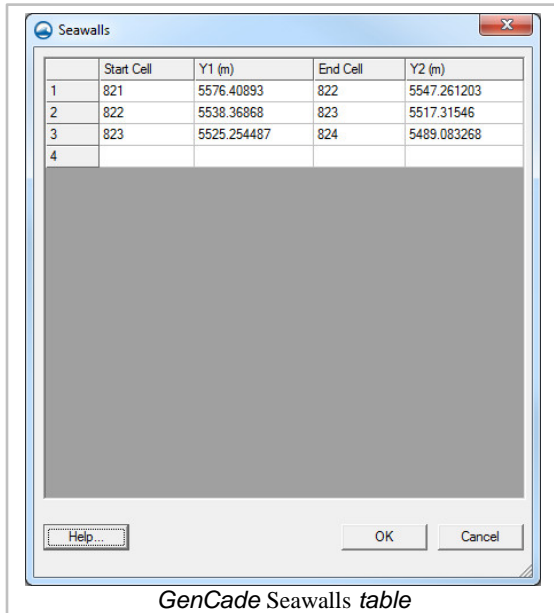 Seawalls
Start Cell Y1 (m) End Cell Y2 (m)
1 821 5576.40893 822 5547.261203
2 822 5538.36868 823 5517.31546
3 823 5525.254487 824 5489.083268
4
Help... OK Cancel
GenCade Seawalls table